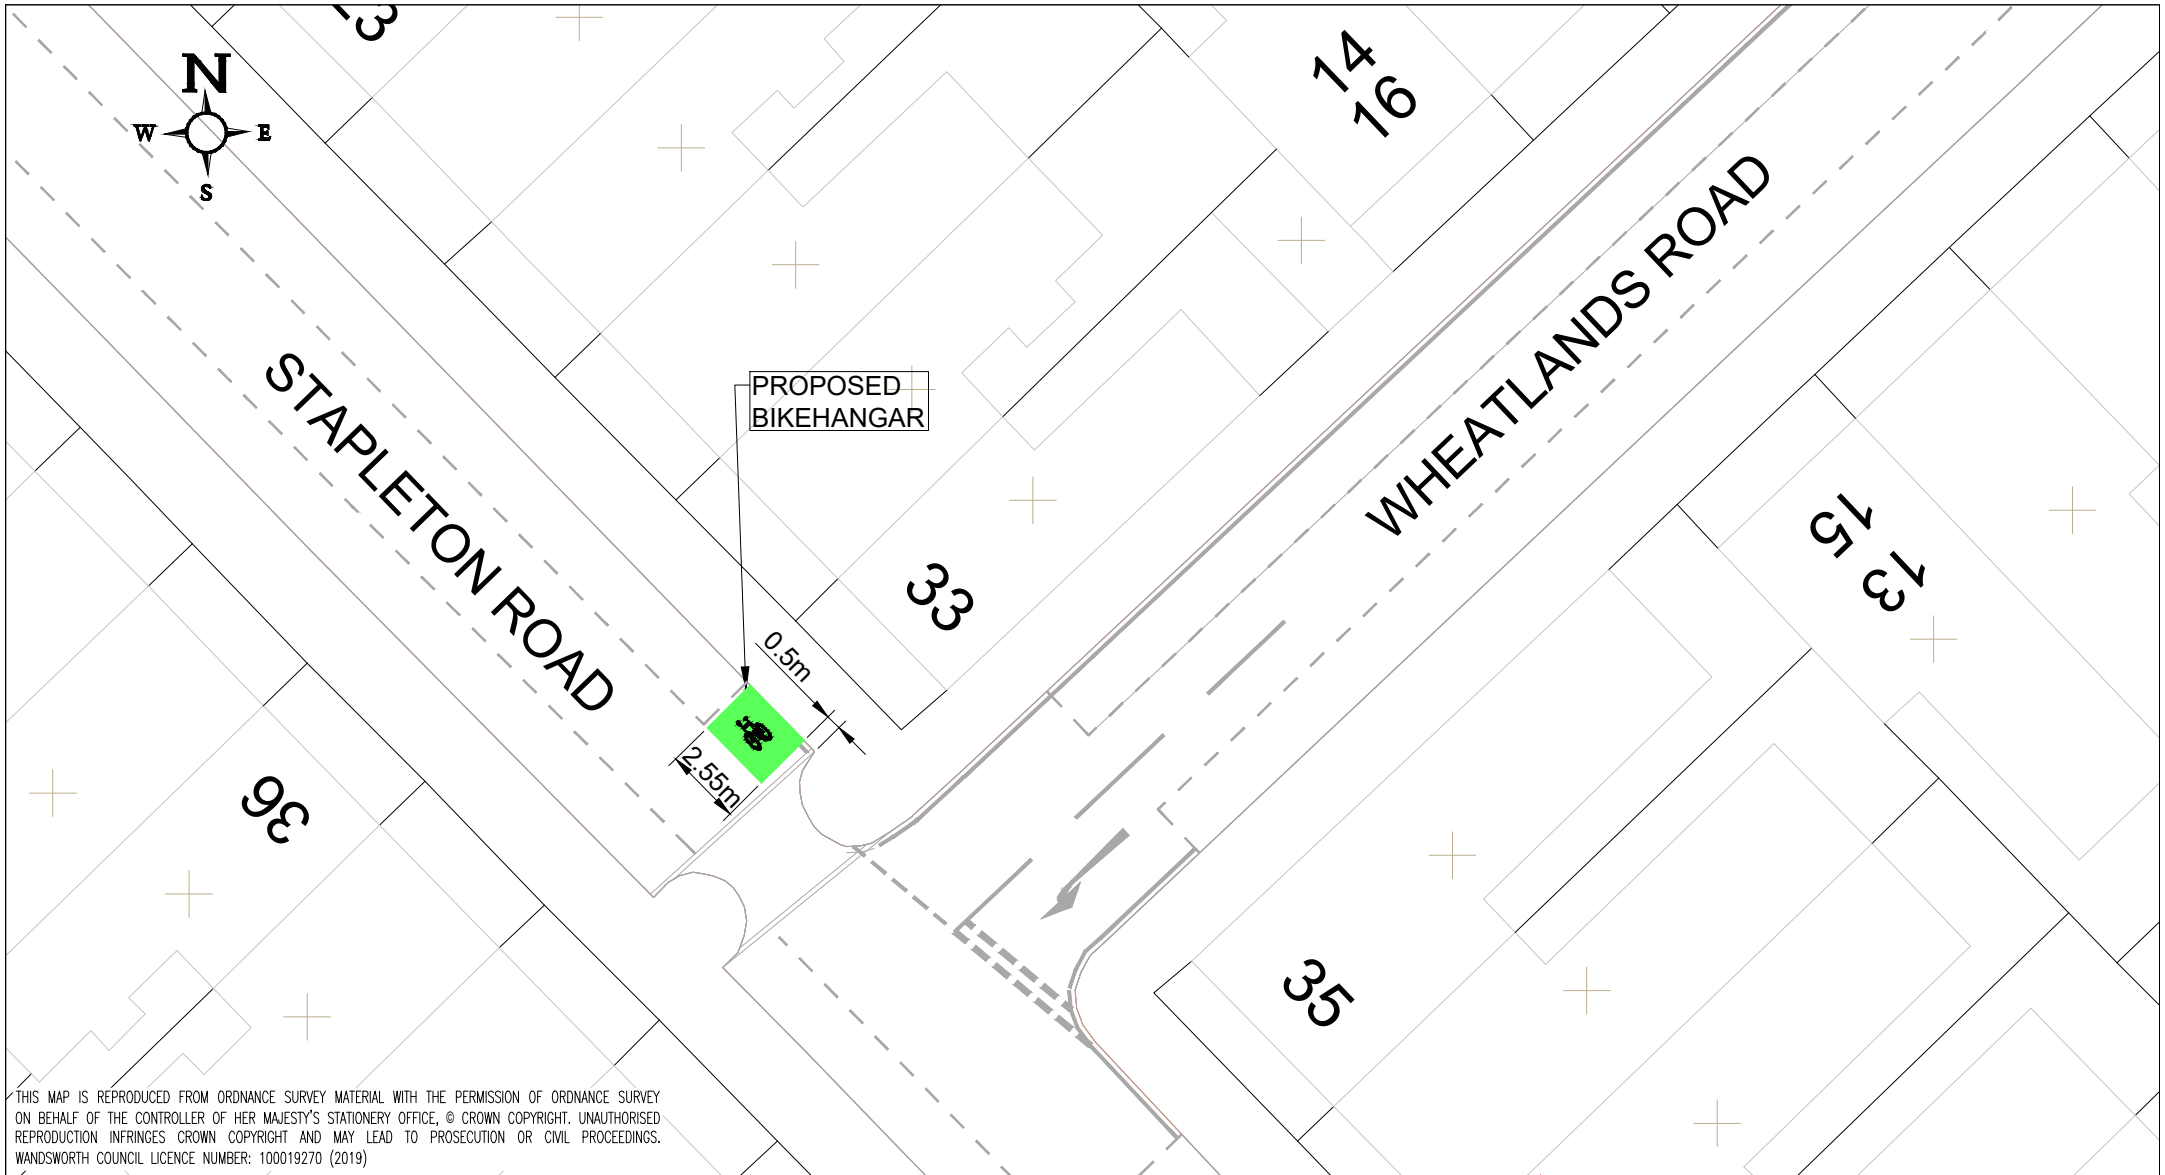 N
W
E
S
14
16
WHEATLANDS ROAD
STAPLETON ROAD
PROPOSED
BIKEHANGAR
33
0.5m
2.55m
15
13
36
35
THIS MAP IS REPRODUCED FROM ORDNANCE SURVEY MATERIAL WITH THE PERMISSION OF ORDNANCE SURVEY
ON BEHALF OF THE CONTROLLER OF HER MAJESTY'S STATIONERY OFFICE, © CROWN COPYRIGHT. UNAUTHORISED
REPRODUCTION INFRINGES CROWN COPYRIGHT AND MAY LEAD TO PROSECUTION OR CIVIL PROCEEDINGS.
WANDSWORTH COUNCIL LICENCE NUMBER: 100019270 (2019)